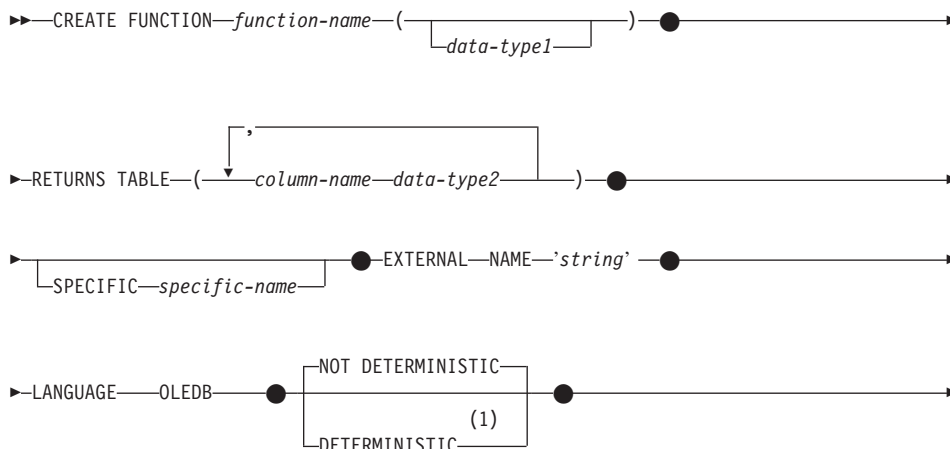 CREATE FUNCTION function-name ( )
data-type1
,
RETURNS TABLE ( column-name data-type2 )
SPECIFIC specific-name EXTERNAL NAME ’string’
NOT DETERMINISTIC
LANGUAGE OLEDB
(1)
DETERMINISTIC